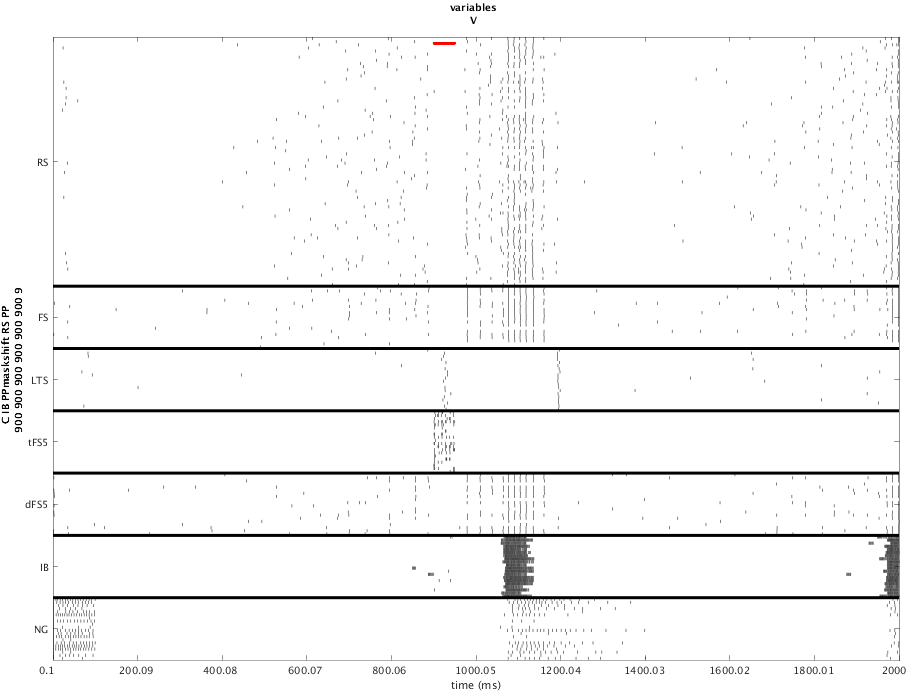 variables
V
C IB PPmaskshift RS PP
900 900 900 900 900 900 9
RS
FS
LTS
tFS5
dFS5
IB
NG
0.1 200.09 400.08 600.07 800.06 1000.05 1200.04 1400.03 1600.02 1800.01 2000
time (ms)